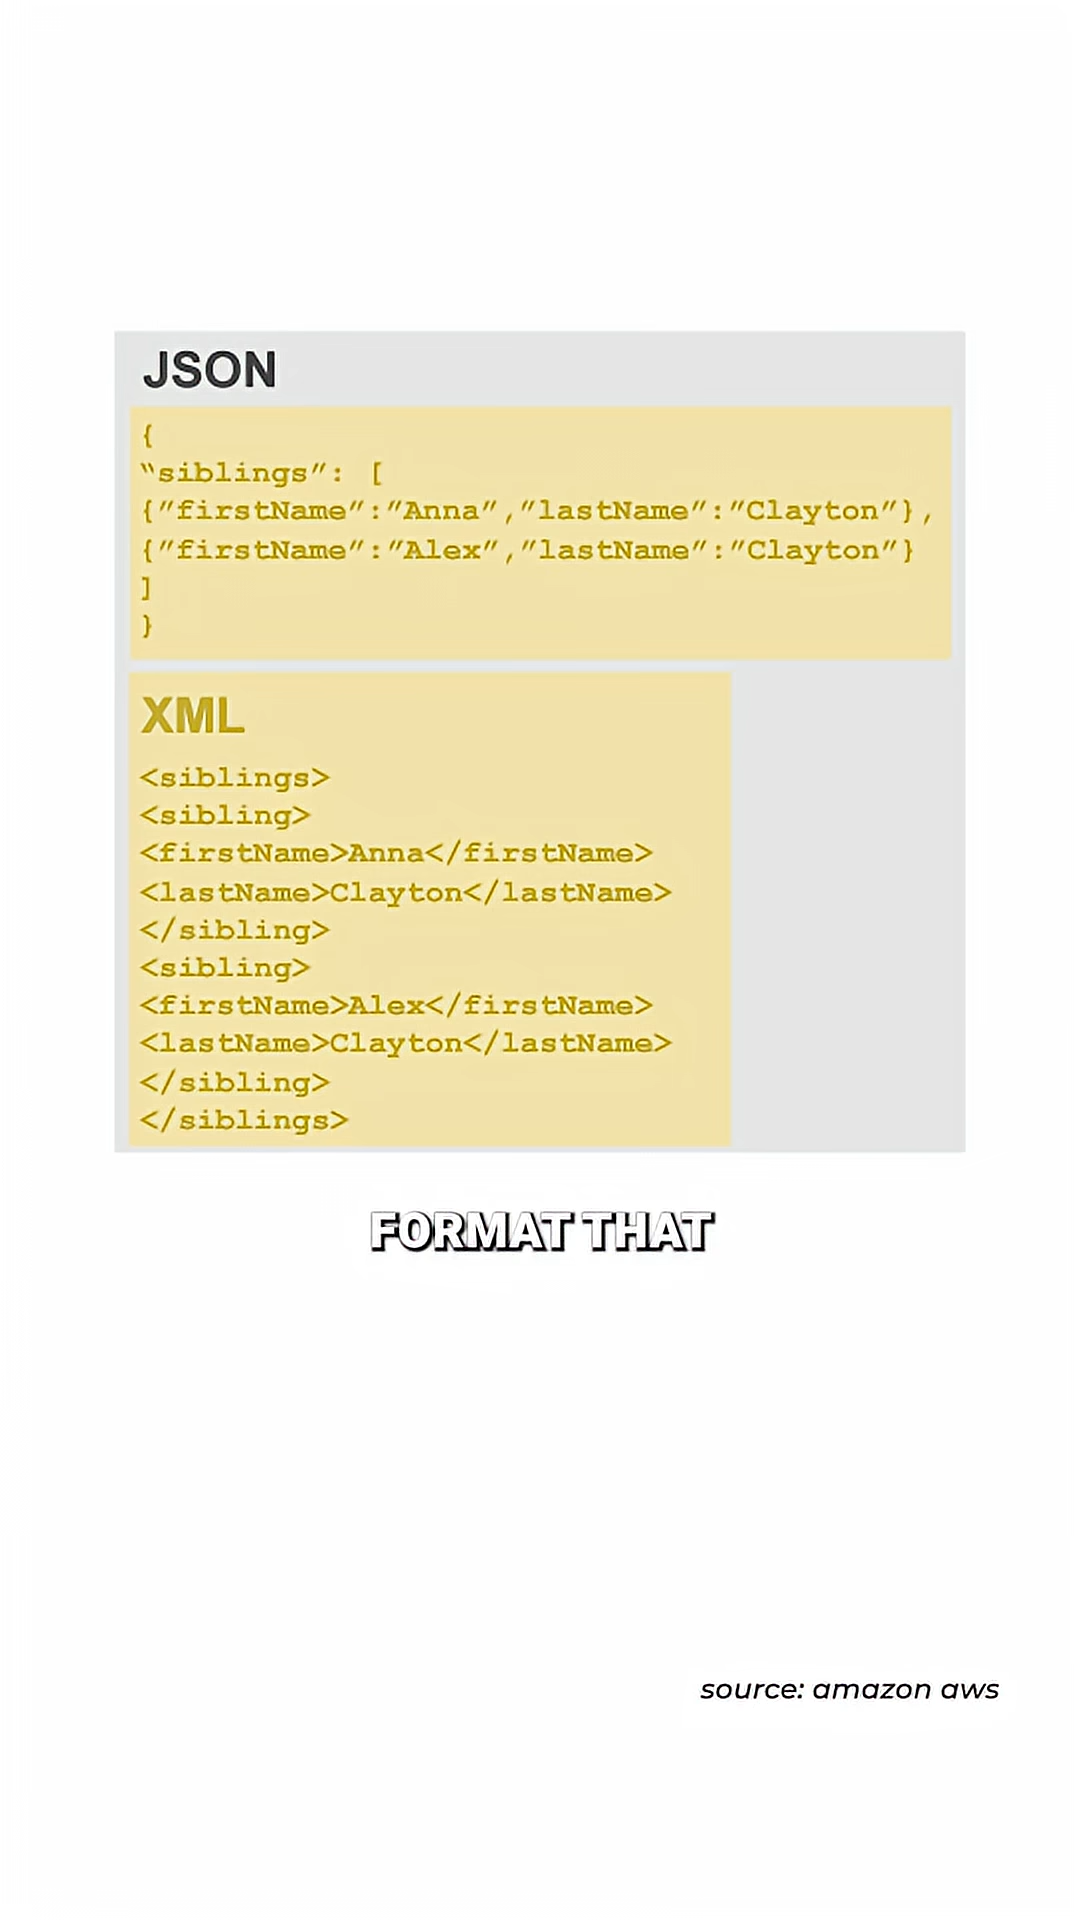 JSON
{
“siblings”: [
{”firstName”:”Anna”,”lastName”:”Clayton”},
{”firstName”:”Alex”,”lastName”:”Clayton”}
]
}
XML
<siblings>
<sibling>
<firstName>Anna</firstName>
<lastName>Clayton</lastName>
</sibling>
<sibling>
<firstName>Alex</firstName>
<lastName>Clayton</lastName>
</sibling>
</siblings>
FORMAT THAT
source: amazon aws